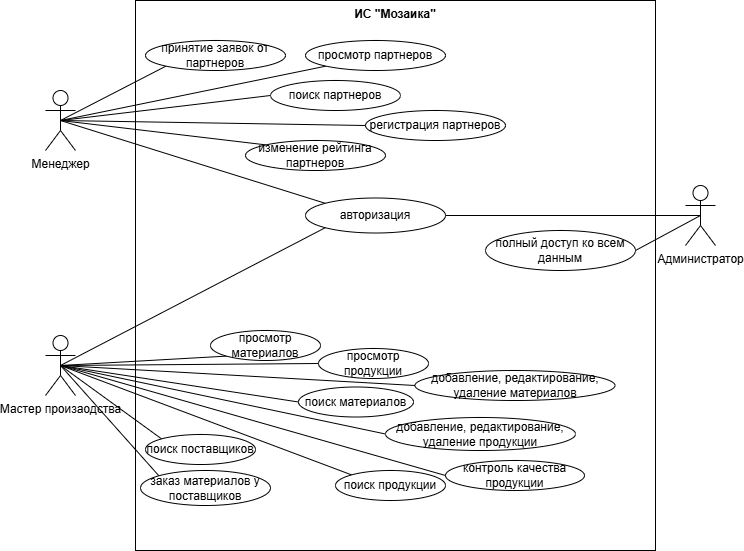 ИС "Мозаика"
принятие заявок от
партнеров
просмотр партнеров
поиск партнеров
регистрация партнеров
изменение рейтинга
партнеров
Менеджер
авторизация
полный доступ ко всем
данным
Администратор
просмотр
материалов
просмотр
продукции
добавление, редактирование,
удаление материалов
поиск материалов
Мастер произаодства
добавление, редактирование,
удаление продукции
поиск поставщиков
контроль качества
продукции
заказ материалов у
поставщиков
поиск продукции